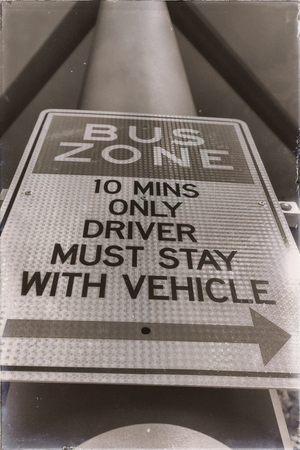 BUS
ZONE
10 MINS
ONLY
DRIVER
MUST STAY
WITH VEHICLE